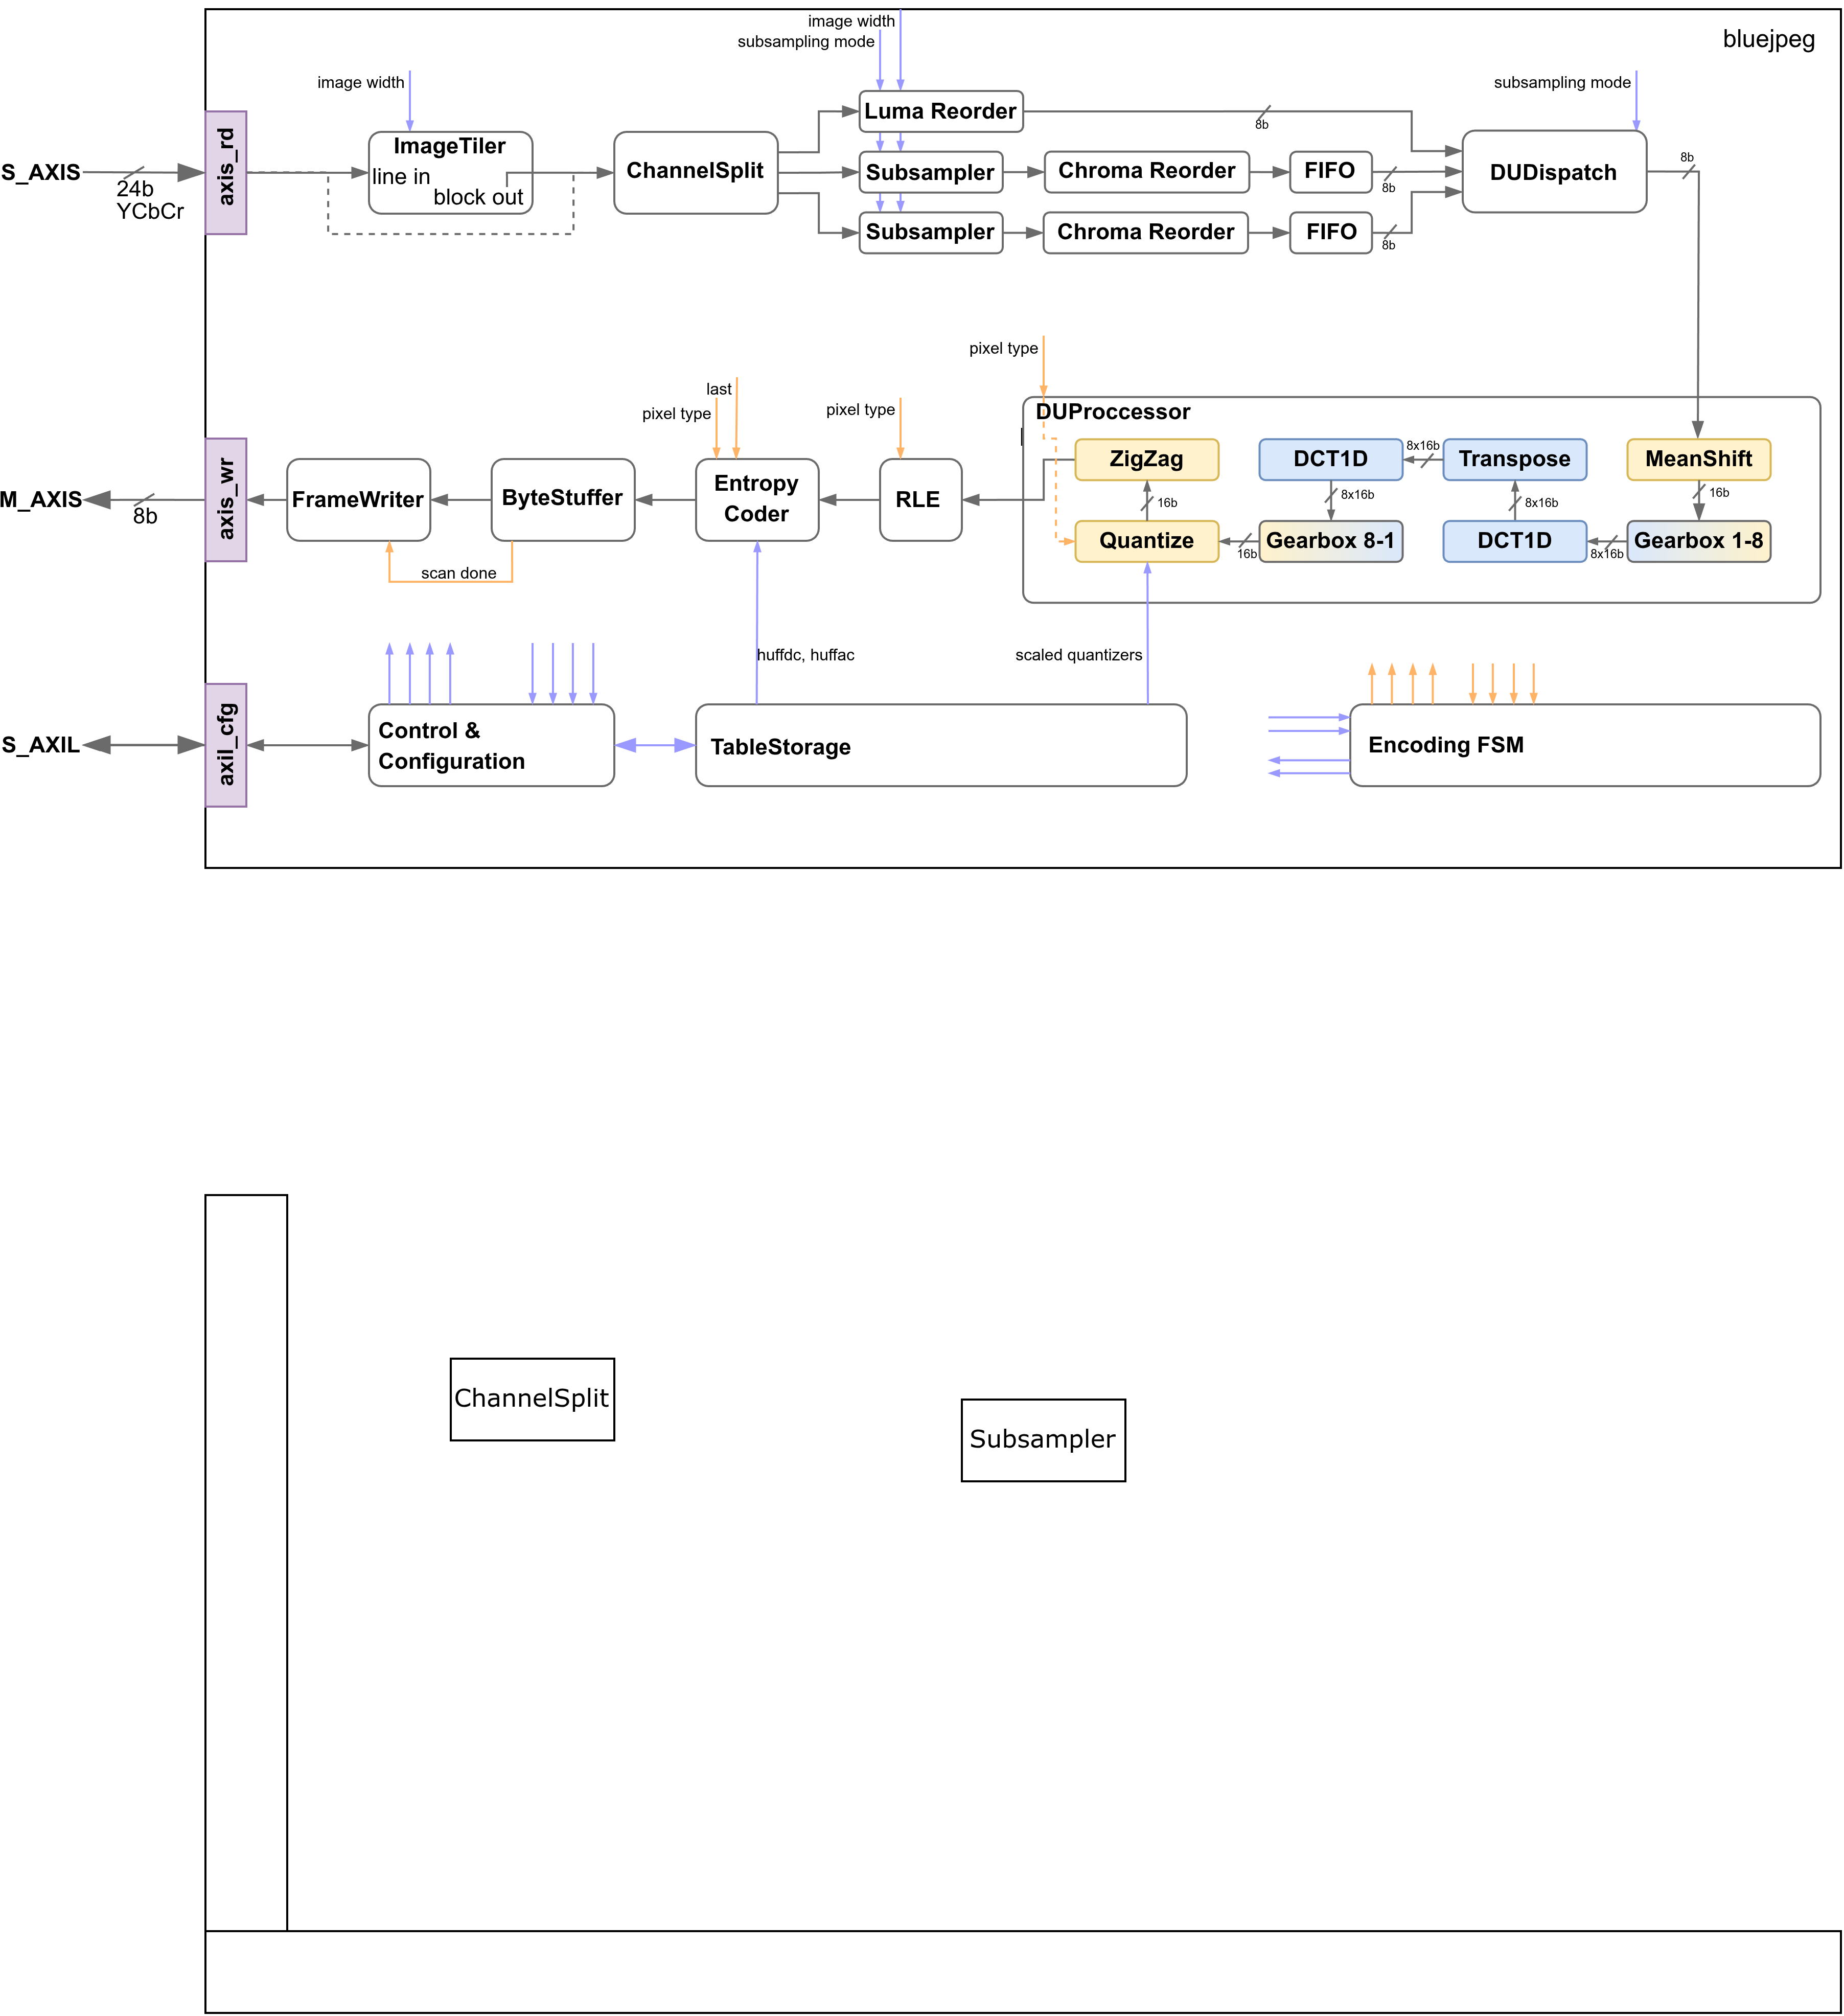 image width
subsampling mode
bluejpeg
image width
subsampling mode
S_AXIS
24b
YCbCr
axis_rd
ImageTiler
line in
block out
ChannelSplit
Luma Reorder
8b
Subsampler
Chroma Reorder
FIFO
8b
Subsampler
Chroma Reorder
FIFO
8b
DUDispatch
8b
pixel type
last
pixel type
pixel type
DUProccessor
M_AXIS
8b
axis_wr
FrameWriter
ByteStuffer
scan done
Entropy
Coder
RLE
ZigZag
16b
Quantize
DCT1D
8x16b
Transpose
8x16b
8x16b
MeanShift
16b
16b
Gearbox 8-1
DCT1D
8x16b
Gearbox 1-8
huffdc, huffac
scaled quantizers
S_AXIL
axil_cfg
Control &
Configuration
TableStorage
Encoding FSM
ChannelSplit
Subsampler